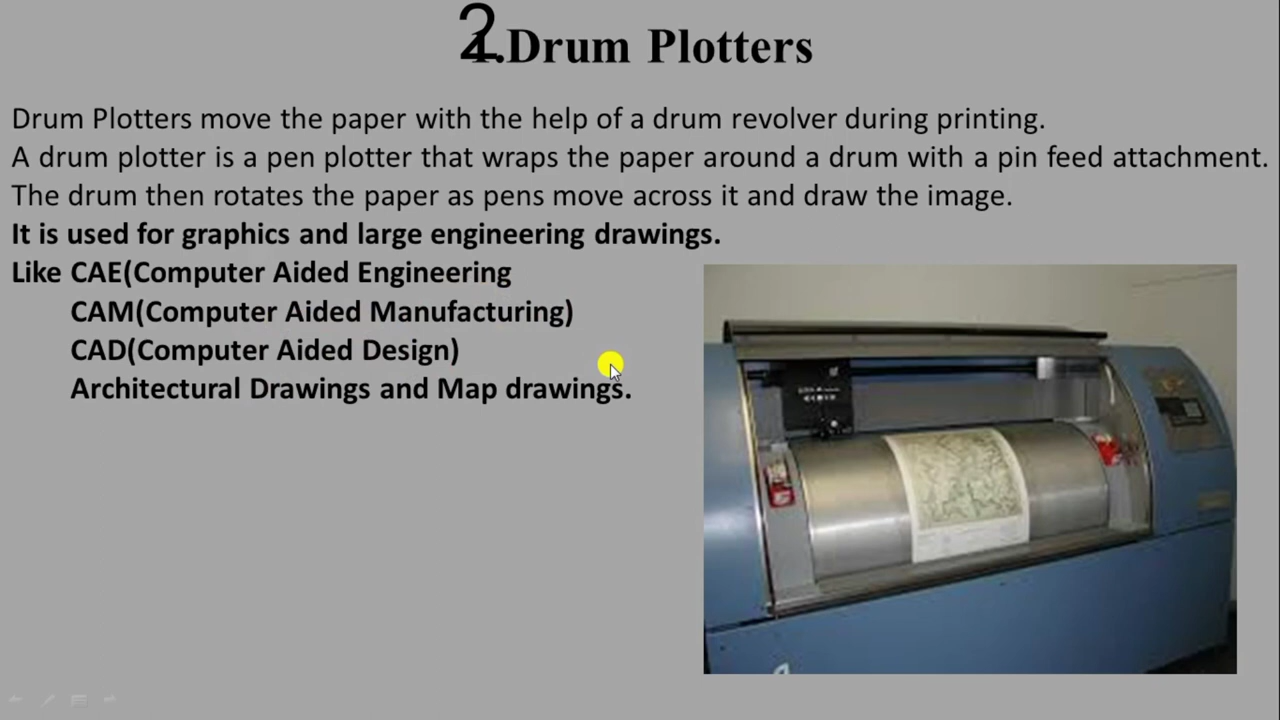 2.Drum Plotters
Drum Plotters move the paper with the help of a drum revolver during printing.
A drum plotter is a pen plotter that wraps the paper around a drum with a pin feed attachment.
The drum then rotates the paper as pens move across it and draw the image.
It is used for graphics and large engineering drawings.
Like CAE(Computer Aided Engineering
CAM(Computer Aided Manufacturing)
CAD(Computer Aided Design)
Architectural Drawings and Map drawings.